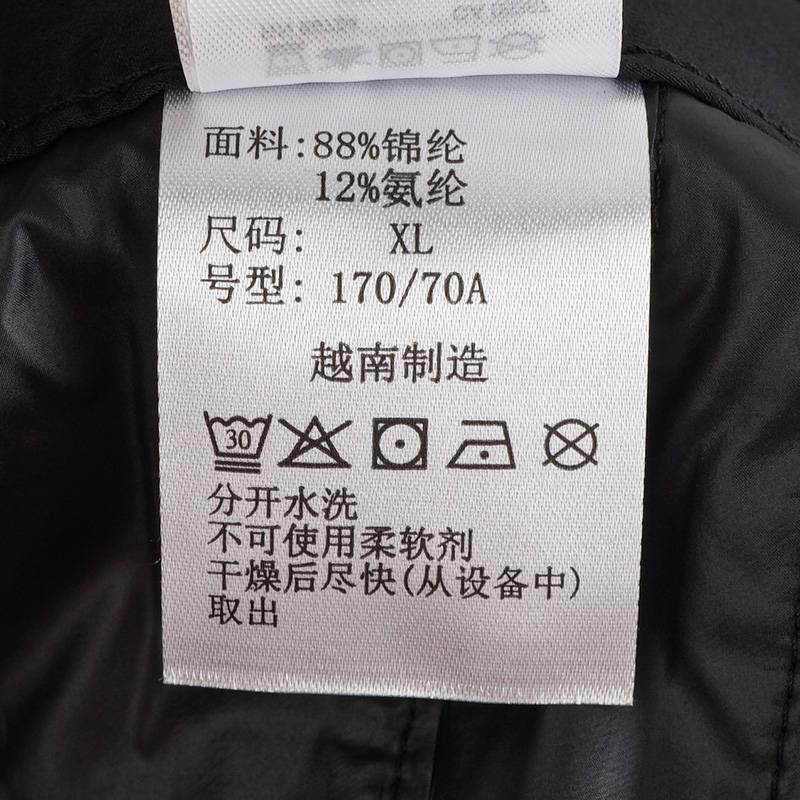 面料:88%锦纶
12%氨纶
尺码: XL
号型: 170/70A
越南制造
30
分开水洗
不可使用柔软剂
干燥后尽快(从设备中)
取出